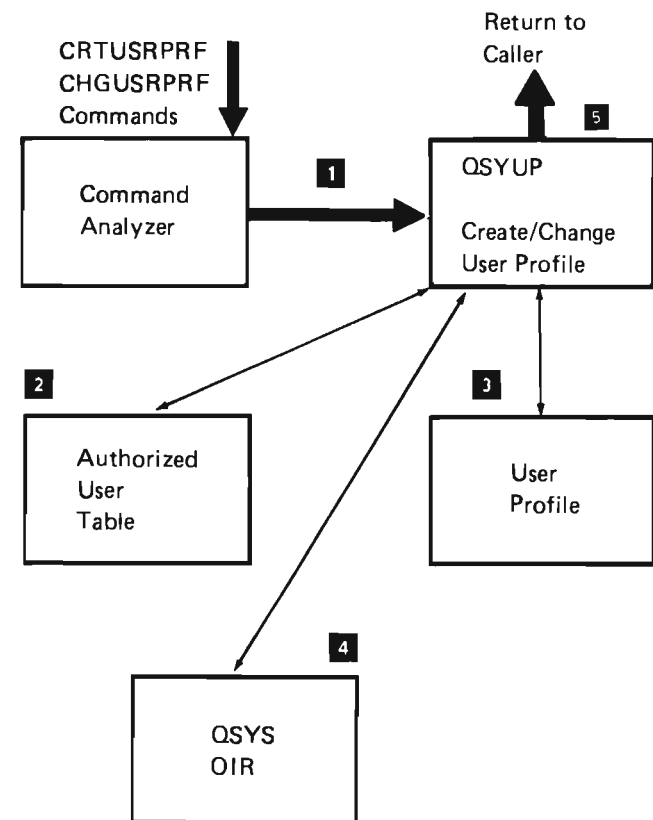 Return to
Caller
CRTUSRPRF
CHGUSRPRF
Commands
5
1
Command
Analyzer
QSYUP
Create/Change
User Profile
2
3
Authorized
User
Table
User
Profile
4
QSYS
OIR